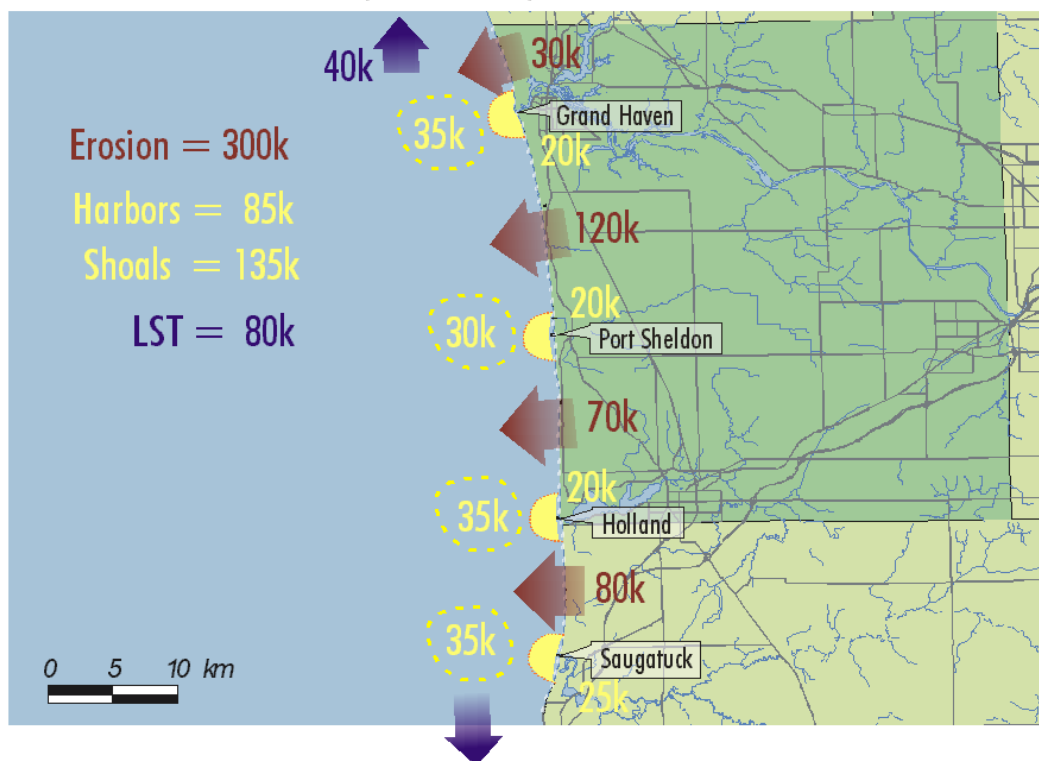 40k
30k
35k
Grand Haven
20k
Erosion = 300k
Harbors = 85k
Shoals = 135k
LST = 80k
120k
20k
30k
Port Sheldon
70k
20k
35k
Holland
80k
35k
Saugatuck
25k
0 5 10 km